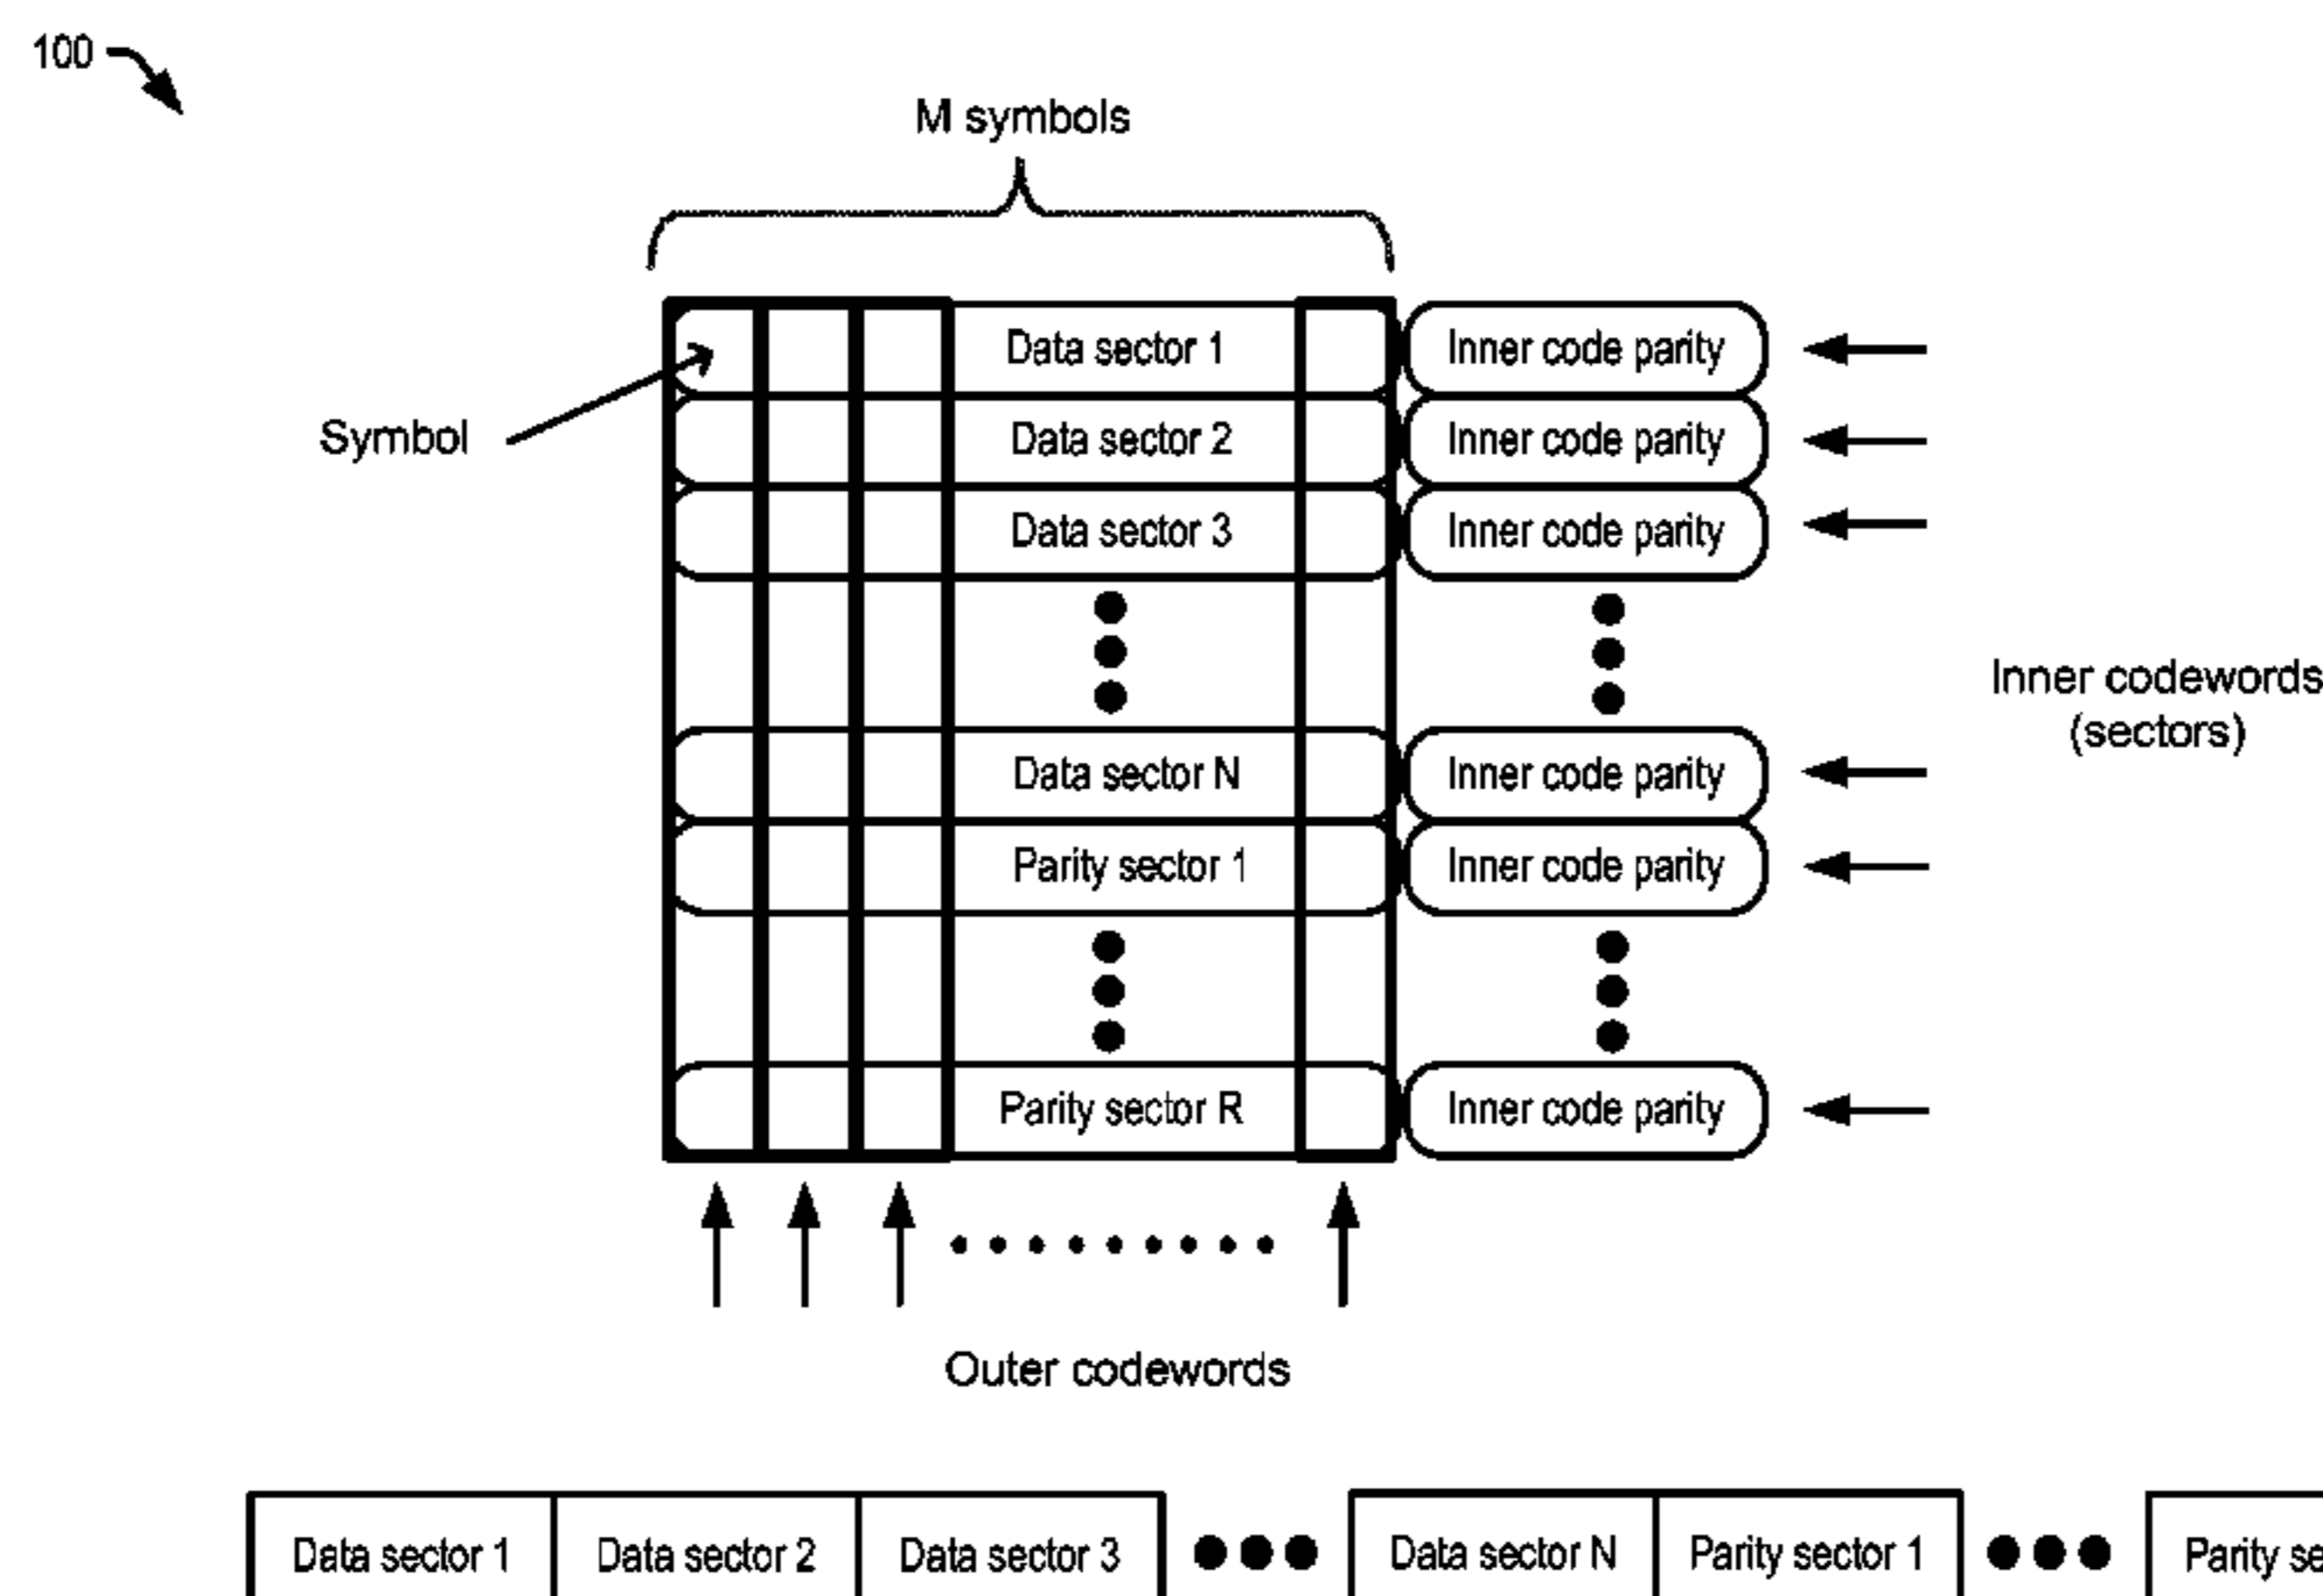 100
M symbols
Data sector 1 Inner code parity
Symbol
Data sector 2 Inner code parity
Data sector 3 Inner code parity
Inner codewords
(sectors)
Data sector N Inner code parity
Parity sector 1 Inner code parity
Parity sector R Inner code parity
Outer codewords
Data sector 1 Data sector 2 Data sector 3 Data sector N Parity sector 1 Parity